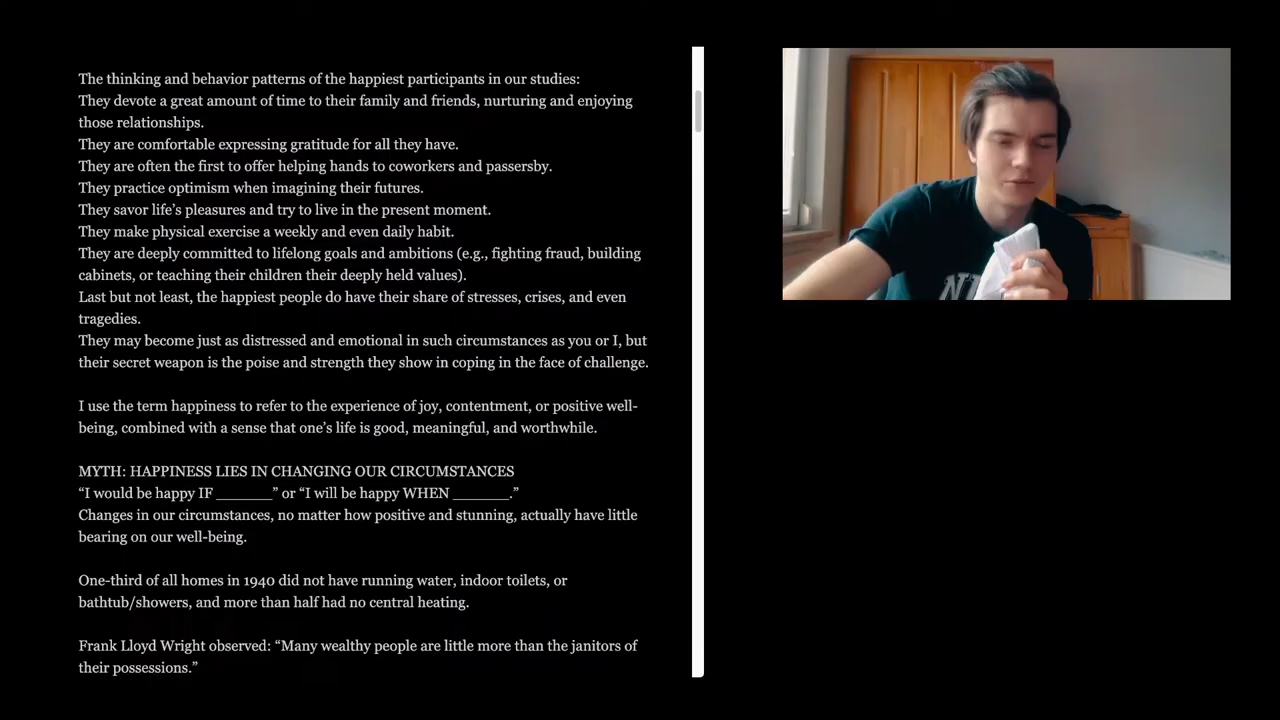 The thinking and behavior patterns of the happiest participants in our studies:
They devote a great amount of time to their family and friends, nurturing and enjoying
those relationships.
They are comfortable expressing gratitude for all they have.
They are often the first to offer helping hands to coworkers and passersby.
They practice optimism when imagining their futures.
They savor life’s pleasures and try to live in the present moment.
They make physical exercise a weekly and even daily habit.
They are deeply committed to lifelong goals and ambitions (e.g., fighting fraud, building
cabinets, or teaching their children their deeply held values).
Last but not least, the happiest people do have their share of stresses, crises, and even
tragedies.
They may become just as distressed and emotional in such circumstances as you or I, but
their secret weapon is the poise and strength they show in coping in the face of challenge.
I use the term happiness to refer to the experience of joy, contentment, or positive well-
being, combined with a sense that one’s life is good, meaningful, and worthwhile.
MYTH: HAPPINESS LIES IN CHANGING OUR CIRCUMSTANCES
“I would be happy IF _______” or “I will be happy WHEN _______.”
Changes in our circumstances, no matter how positive and stunning, actually have little
bearing on our well-being.
One-third of all homes in 1940 did not have running water, indoor toilets, or
bathtub/showers, and more than half had no central heating.
Frank Lloyd Wright observed: “Many wealthy people are little more than the janitors of
their possessions.”